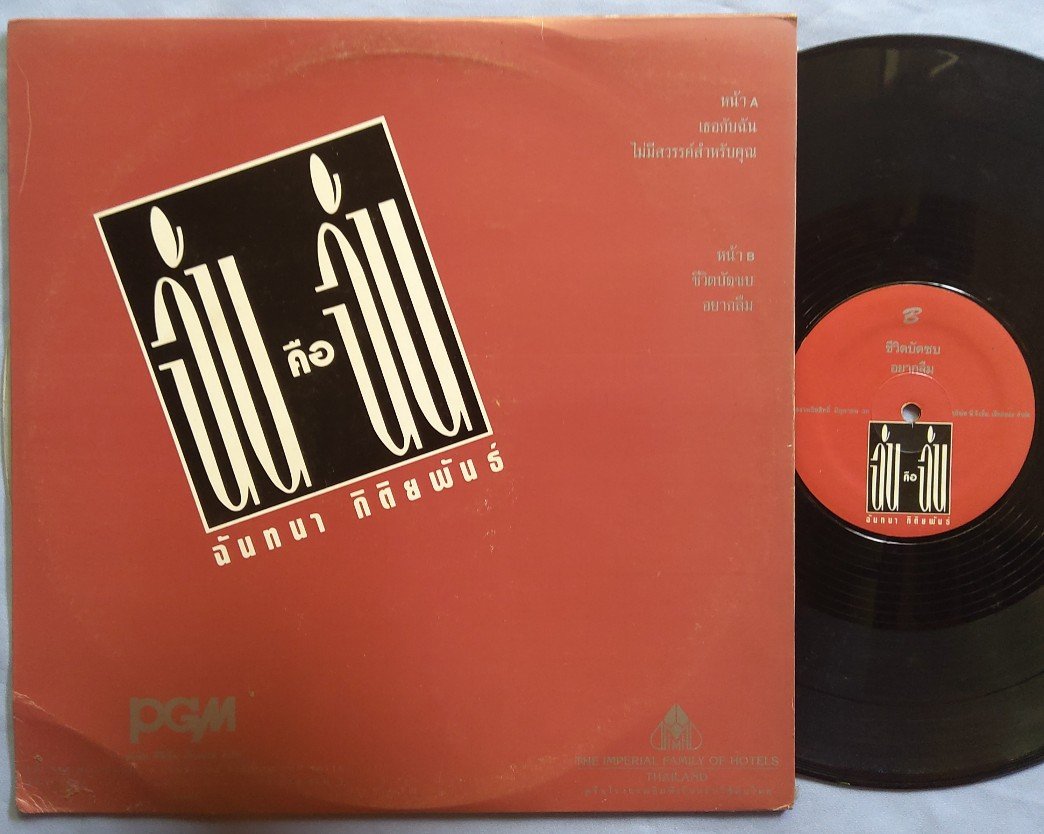 ฉัน คือ ฉัน
ฉันทนา กิติยพันธ์
หน้า A
เธอกับฉัน
ไม่มีสวรรค์สำหรับคุณ
หน้า B
ชีวิตบัดซบ
อยากลืม
PGM
THE IMPERIAL FAMILY OF HOTELS
THAILAND
B
ชีวิตบัดซบ
อยากลืม
ฉัน คือ ฉัน
ฉันทนา กิติยพันธ์